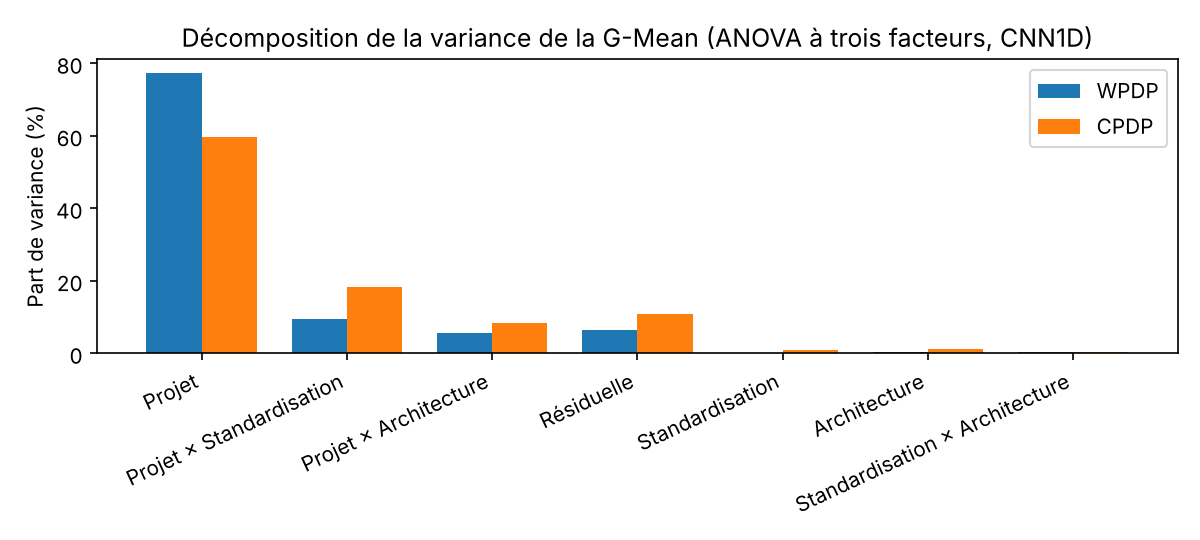 Décomposition de la variance de la G-Mean (ANOVA à trois facteurs, CNN1D)
Part de variance (%)
80
60
40
20
0
WPDP
CPDP
Projet
Projet × Standardisation
Projet × Architecture
Résiduelle
Standardisation
Architecture
Standardisation × Architecture